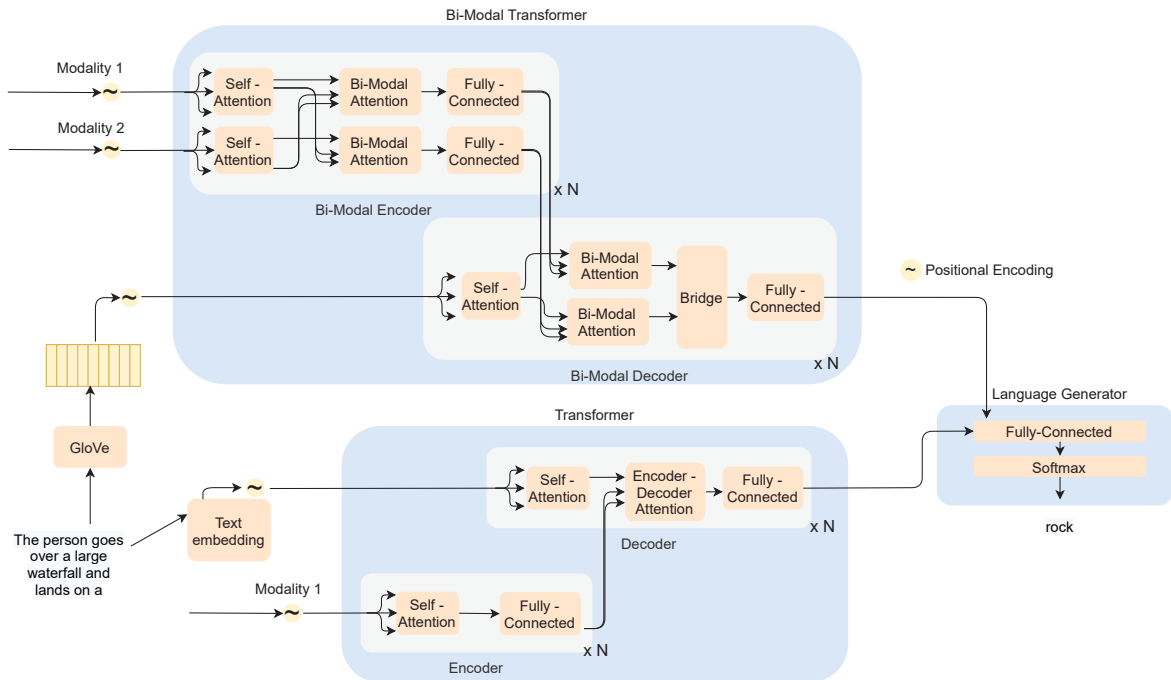 Bi-Modal Transformer
Modality 1
~
Self -
Attention
Bi-Modal
Attention
Fully -
Connected
Modality 2
~
Self -
Attention
Bi-Modal
Attention
Fully -
Connected
x N
Bi-Modal Encoder
~
Self -
Attention
Bi-Modal
Attention
Bi-Modal
Attention
Bridge
Fully -
Connected
x N
Bi-Modal Decoder
~ Positional Encoding
GloVe
The person goes
over a large
waterfall and
lands on a
Text
embedding
~
Transformer
Self -
Attention
Encoder -
Decoder
Attention
Fully -
Connected
x N
Decoder
Modality 1
~
Self -
Attention
Fully -
Connected
x N
Encoder
Language Generator
Fully-Connected
Softmax
rock